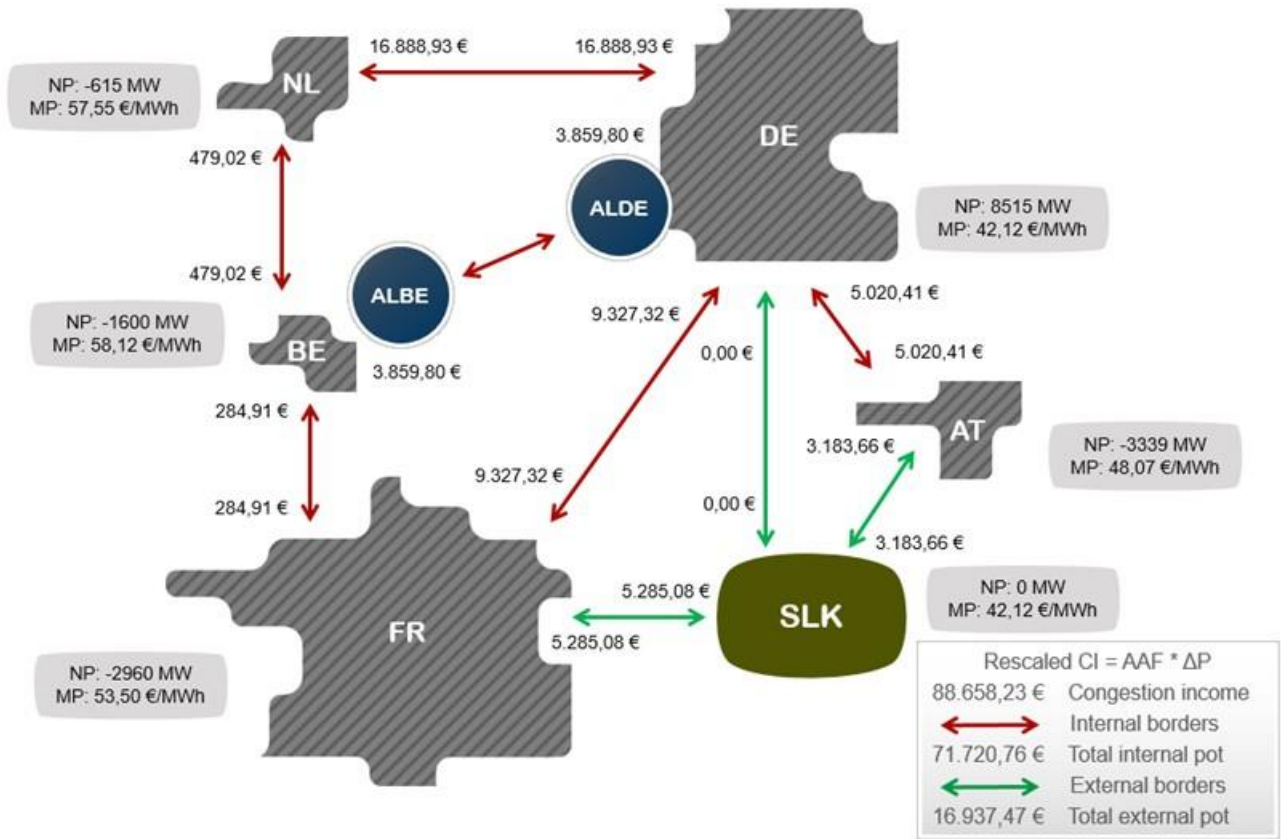 16.888,93 €
16.888,93 €
NL
NP: -615 MW
MP: 57,55 €/MWh
DE
3.859,80 €
479,02 €
ALDE
NP: 8515 MW
MP: 42,12 €/MWh
479,02 €
ALBE
5.020,41 €
9.327,32 €
NP: -1600 MW
MP: 58,12 €/MWh
BE
0,00 €
5.020,41 €
3.859,80 €
284,91 €
AT
3.183,66 €
NP: -3339 MW
MP: 48,07 €/MWh
9.327,32 €
284,91 €
0,00 €
3.183,66 €
5.285,08 €
SLK
NP: 0 MW
MP: 42,12 €/MWh
FR
5.285,08 €
NP: -2960 MW
MP: 53,50 €/MWh
Rescaled CI = AAF * ΔP
88.658,23 € Congestion income
Internal borders
71.720,76 € Total internal pot
External borders
16.937,47 € Total external pot